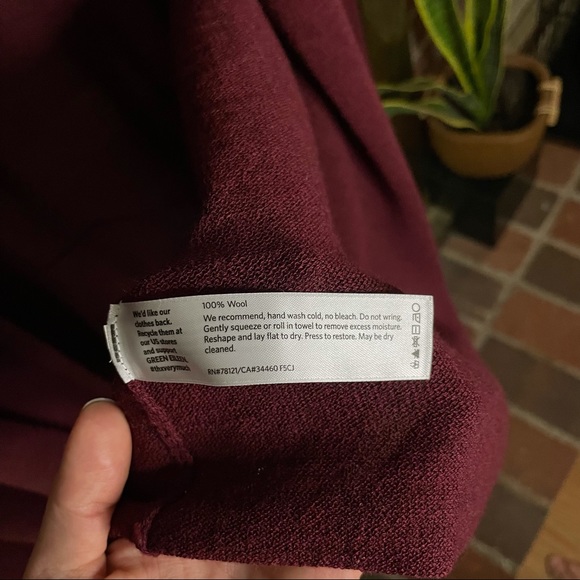 We'd like our
clothes back.
Recycle them at
our US stores
and support
GREEN EILEEN.
#thxverymuch
100% Wool
We recommend, hand wash cold, no bleach. Do not wring.
Gently squeeze or roll in towel to remove excess moisture.
Reshape and lay flat to dry. Press to restore. May be dry
cleaned.
RN#78121/CA#34460 F5CJ